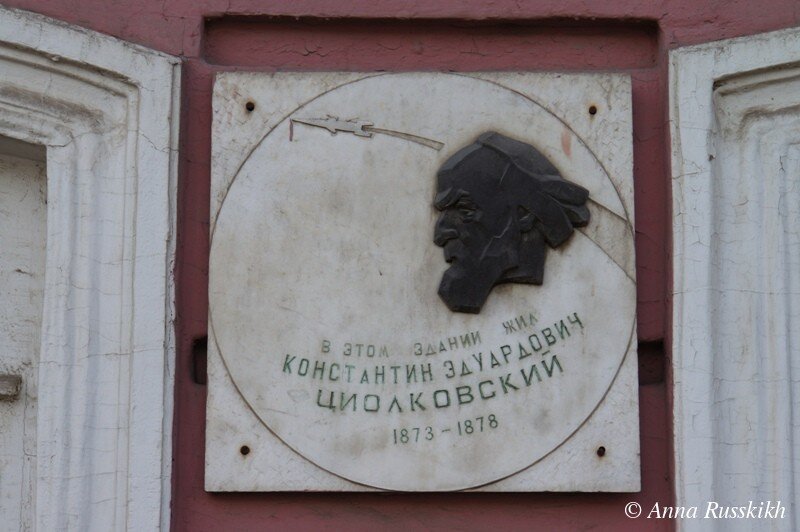 В ЭТОМ ЗДАНИИ ЖИЛ
КОНСТАНТИН ЭДУАРДОВИЧ
ЦИОЛКОВСКИЙ
1873-1878
© Anna Russkikh